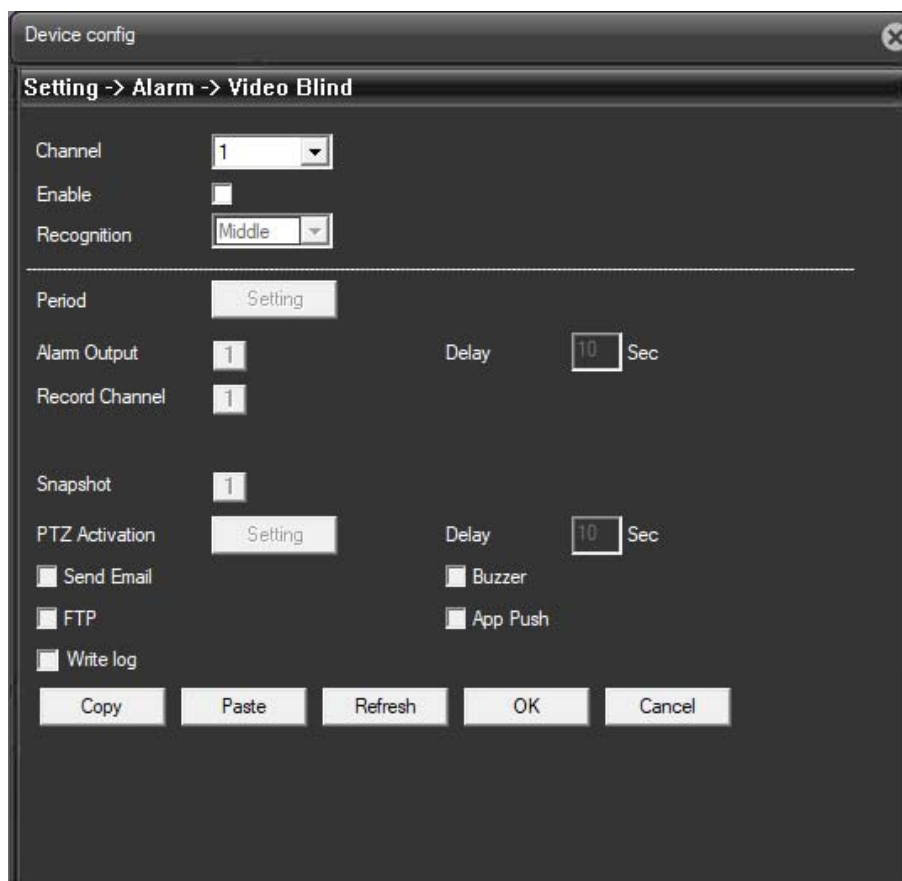 Device config
Setting -> Alarm -> Video Blind
Channel 1
Enable
Recognition Middle
Period Setting
Alarm Output 1 Delay 10 Sec
Record Channel 1
Snapshot 1
PTZ Activation Setting Delay 10 Sec
Send Email Buzzer
FTP App Push
Write log
Copy Paste Refresh OK Cancel